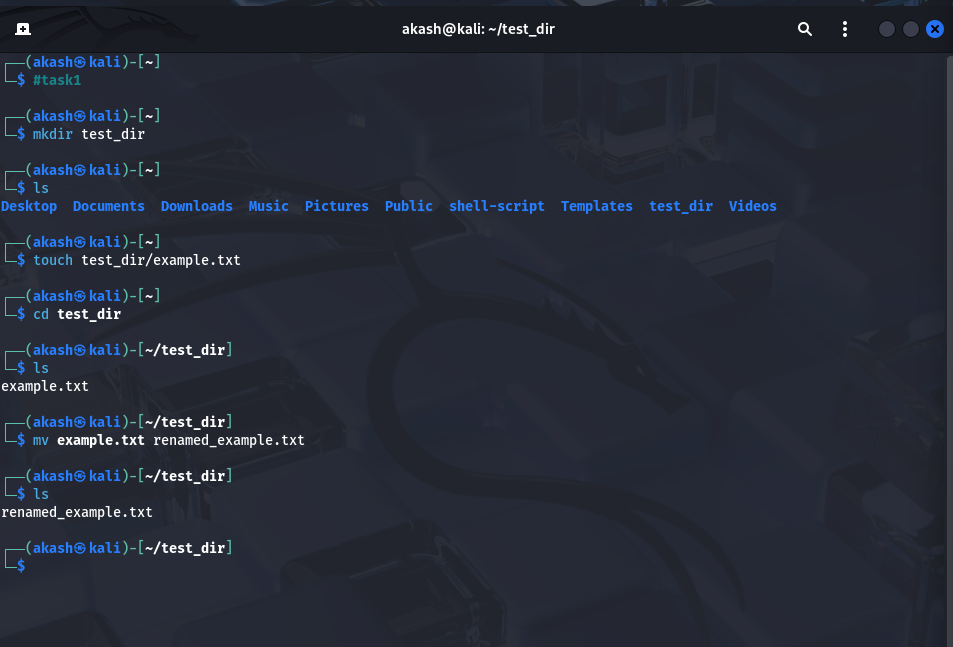 akash@kali: ~/test_dir
┌──(akash㉿kali)-[~]
└─$ #task1
┌──(akash㉿kali)-[~]
└─$ mkdir test_dir
┌──(akash㉿kali)-[~]
└─$ ls
Desktop  Documents  Downloads  Music  Pictures  Public  shell-script  Templates  test_dir  Videos
┌──(akash㉿kali)-[~]
└─$ touch test_dir/example.txt
┌──(akash㉿kali)-[~]
└─$ cd test_dir
┌──(akash㉿kali)-[~/test_dir]
└─$ ls
example.txt
┌──(akash㉿kali)-[~/test_dir]
└─$ mv example.txt renamed_example.txt
┌──(akash㉿kali)-[~/test_dir]
└─$ ls
renamed_example.txt
┌──(akash㉿kali)-[~/test_dir]
└─$